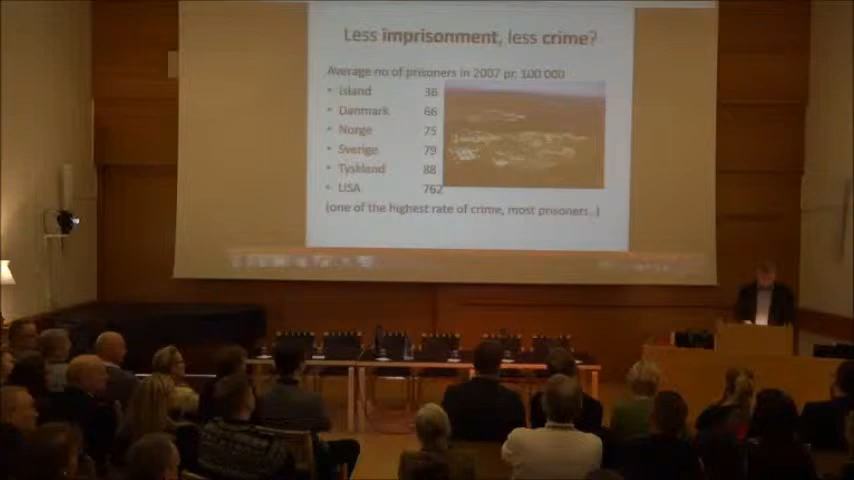 Less imprisonment, less crime?
Average no of prisoners in 2007 pr. 100 000
• Island 36
• Danmark 66
• Norge 75
• Sverige 79
• Tyskland 88
• USA 762
(one of the highest rate of crime, most prisoners..)